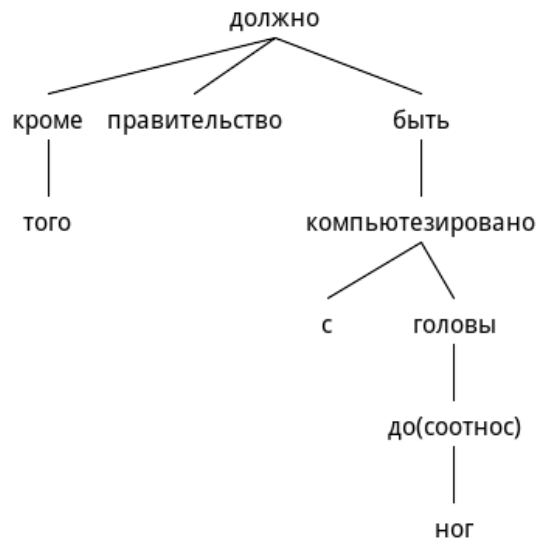 должно
кроме правительство быть
того компьютезировано
с головы
до(соотнос)
ног